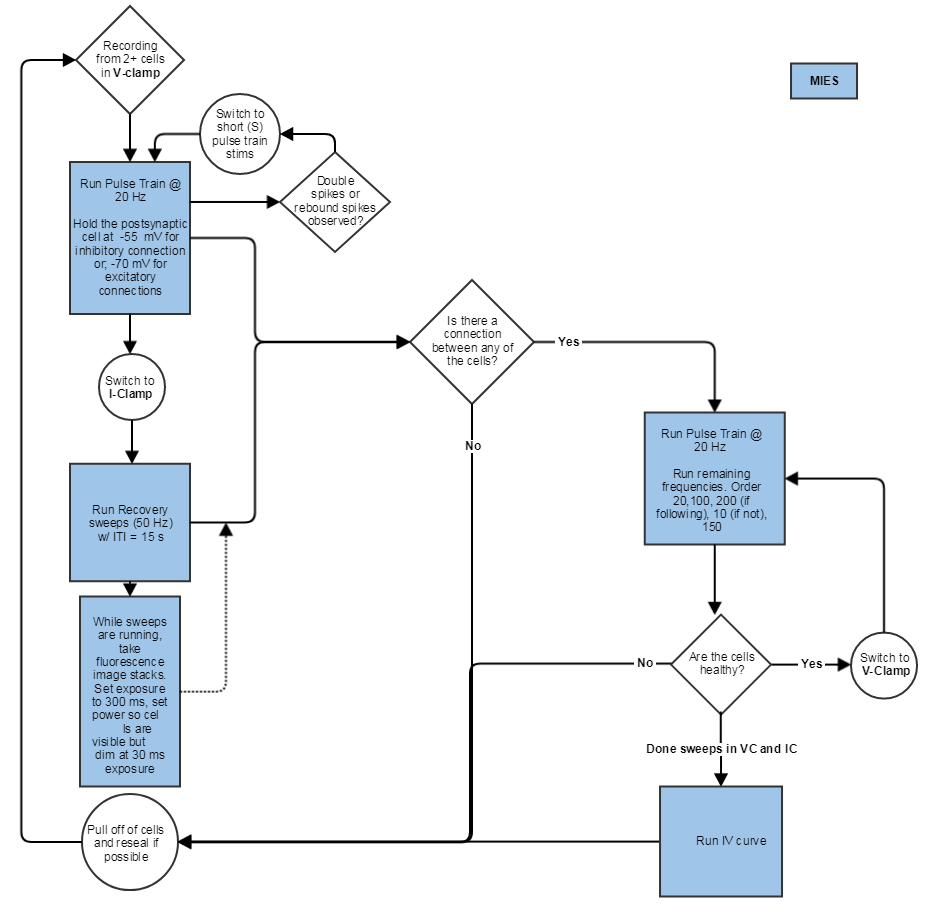 Recording
from 2+ cells
in V-clamp
MIES
Switch to
short (S)
pulse train
stims
Double
spikes or
rebound spikes
observed?
Run Pulse Train @
20 Hz
Hold the postsynaptic
cell at -55 mV for
inhibitory connection
or, -70 mV for
excitatory
connections
Switch to
I-Clamp
Run Recovery
sweeps (50 Hz)
w/ ITI = 15 s
While sweeps
are running,
take
fluorescence
image stacks.
Set exposure
to 300 ms, set
power so cel
ls are
visible but
dim at 30 ms
exposure
Pull off of cells
and reseal if
possible
Is there a
connection
between any of
the cells?
Yes
No
Run Pulse Train @
20 Hz
Run remaining
frequencies. Order
20,100, 200 (if
following), 10 (if not),
150
Are the cells
healthy?
No
Yes
Switch to
V-Clamp
Done sweeps in VC and IC
Run IV curve